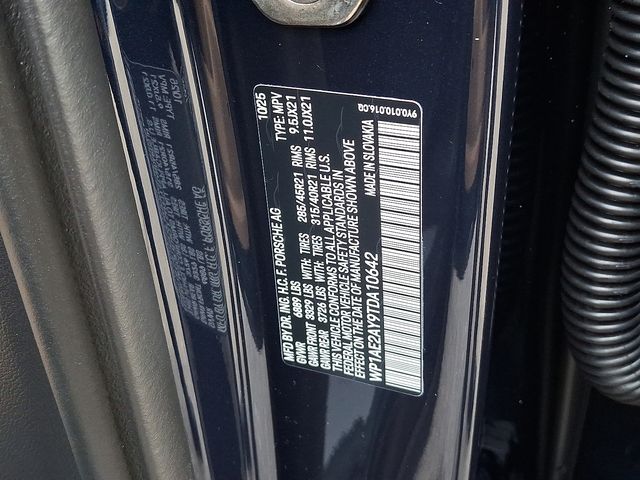 MFD BY DR. ING. H.C. F. PORSCHE AG 10/25
GVWR 6889 LBS TYPE: MPV
GAWR FRONT 3329 LBS WITH: TIRES 285/45R21 RIMS 9.5JX21
GAWR REAR 3726 LBS WITH: TIRES 315/40R21 RIMS 11.0JX21
THIS VEHICLE CONFORMS TO ALL APPLICABLE U.S.
FEDERAL MOTOR VEHICLE SAFETY STANDARDS IN
EFFECT ON THE DATE OF MANUFACTURE SHOWN ABOVE
WP1AE2AY9TDA10642 MADE IN SLOVAKIA
9Y0.010.016.CQ